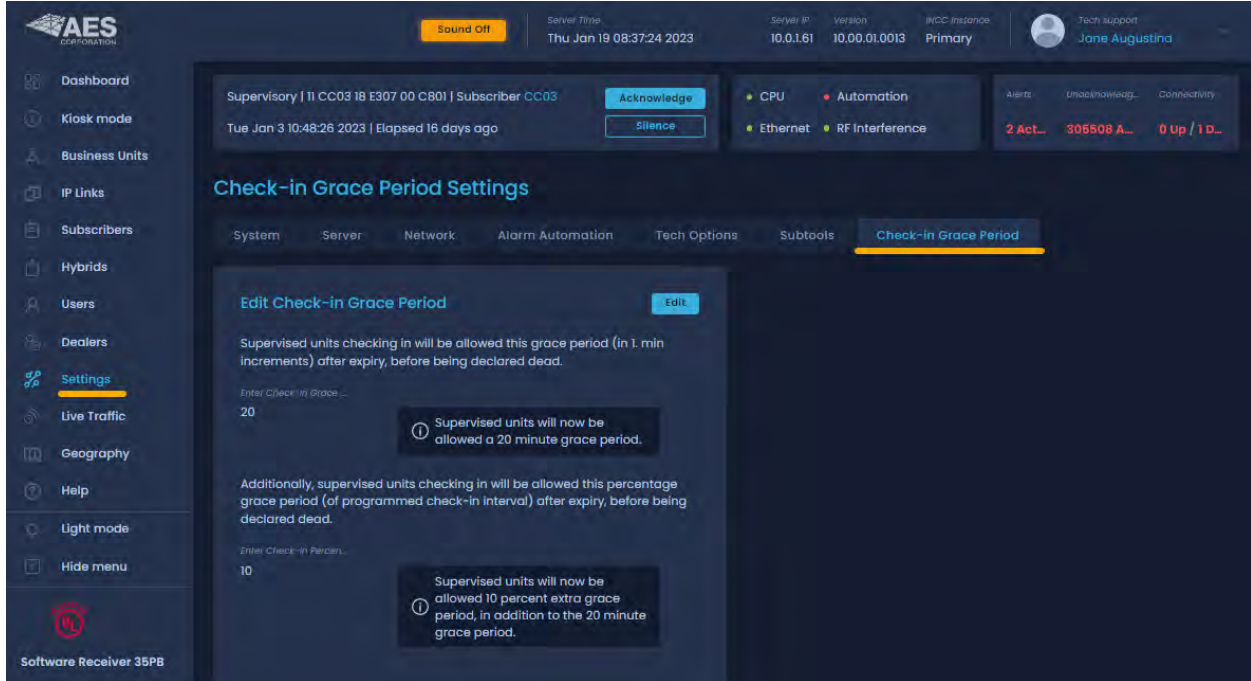 AES
CORPORATION
Sound Off
Server Time
Thu Jan 19 08:37:24 2023
Server IP
10.0.1.61
Version
10.00.01.0013
INCC Instance
Primary
Tech support
Jane Augustina
Dashboard
Kiosk mode
Business Units
IP Links
Subscribers
Hybrids
Users
Dealers
Settings
Live Traffic
Geography
Help
Light mode
Hide menu
UL
Software Receiver 35PB
Supervisory | 11 CC03 18 E307 00 C801 | Subscriber CC03
Tue Jan 3 10:48:26 2023 | Elapsed 16 days ago
Acknowledge
Silence
CPU
Automation
Ethernet
RF Interference
Alerts
2 Act...
Unacknowledg...
305508 A...
Connectivity
0 Up / 1 D...
Check-in Grace Period Settings
System Server Network Alarm Automation Tech Options Subtools Check-in Grace Period
Edit Check-in Grace Period
Edit
Supervised units checking in will be allowed this grace period (in 1. min
increments) after expiry, before being declared dead.
Enter Check-in Grace ...
20
Supervised units will now be
allowed a 20 minute grace period.
Additionally, supervised units checking in will be allowed this percentage
grace period (of programmed check-in interval) after expiry, before being
declared dead.
Enter Check-in Percen...
10
Supervised units will now be
allowed 10 percent extra grace
period, in addition to the 20 minute
grace period.